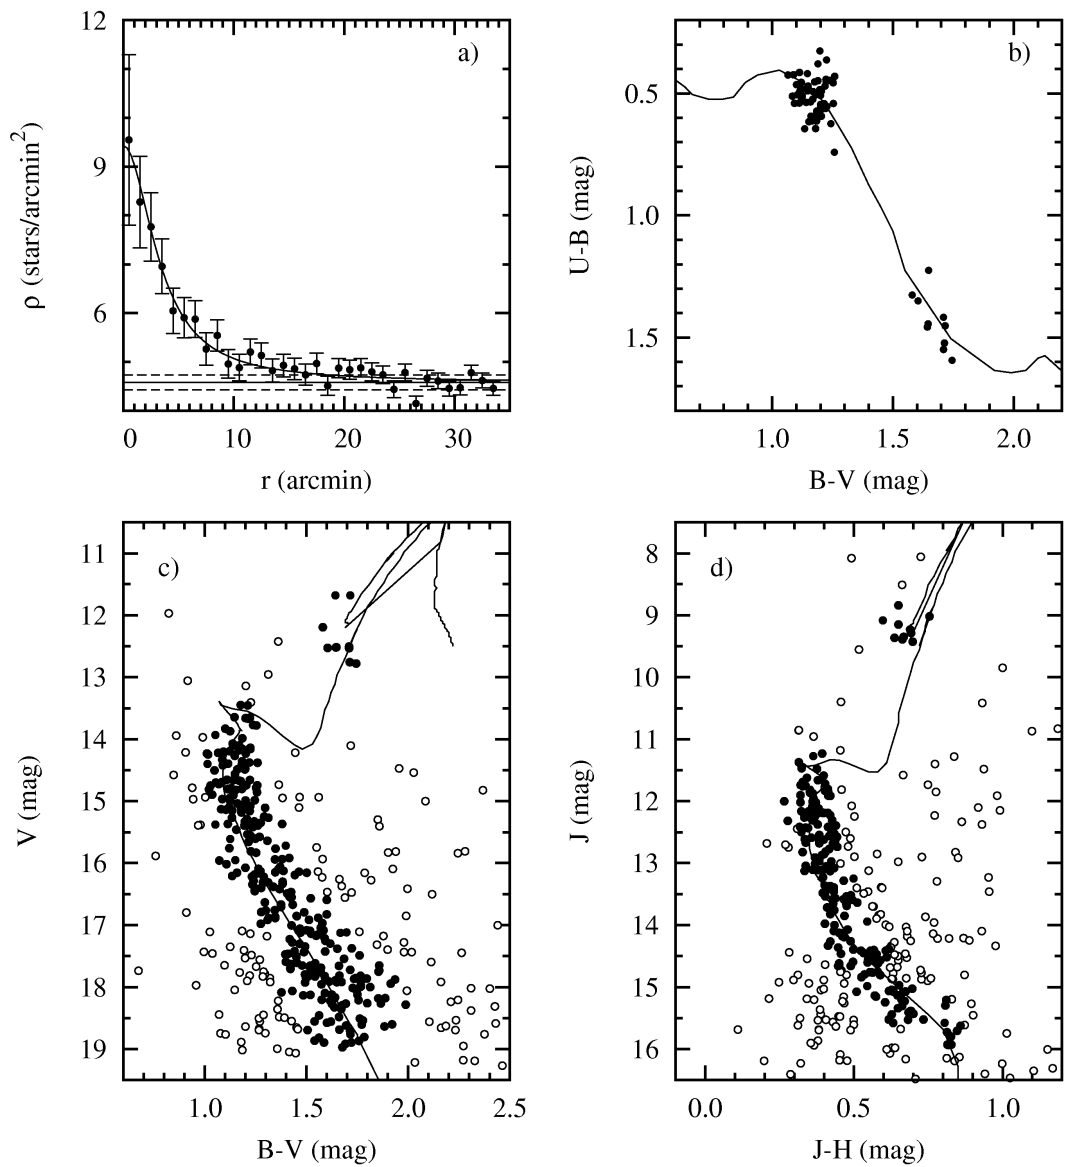 a)
12
9
6
ρ (stars/arcmin²)
0 10 20 30
r (arcmin)
b)
0.5
1.0
1.5
U-B (mag)
1.0 1.5 2.0
B-V (mag)
c)
11
12
13
14
15
16
17
18
19
V (mag)
1.0 1.5 2.0 2.5
B-V (mag)
d)
8
9
10
11
12
13
14
15
16
J (mag)
0.0 0.5 1.0
J-H (mag)